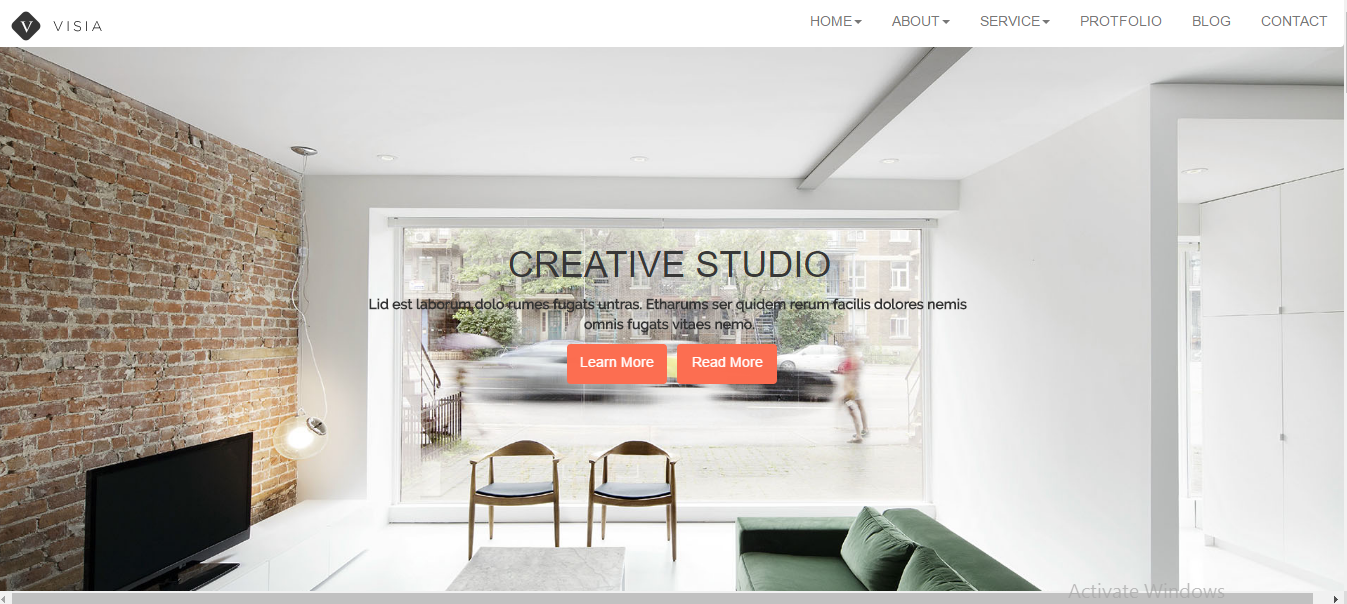 V VISIA
HOME ABOUT SERVICE PROTFOLIO BLOG CONTACT
CREATIVE STUDIO
Lid est laborum dolo rumes fugats untras. Etharums ser quidem rerum facilis dolores nemis
omnis fugats vitaes nemo.
Learn More Read More
Activate Windows